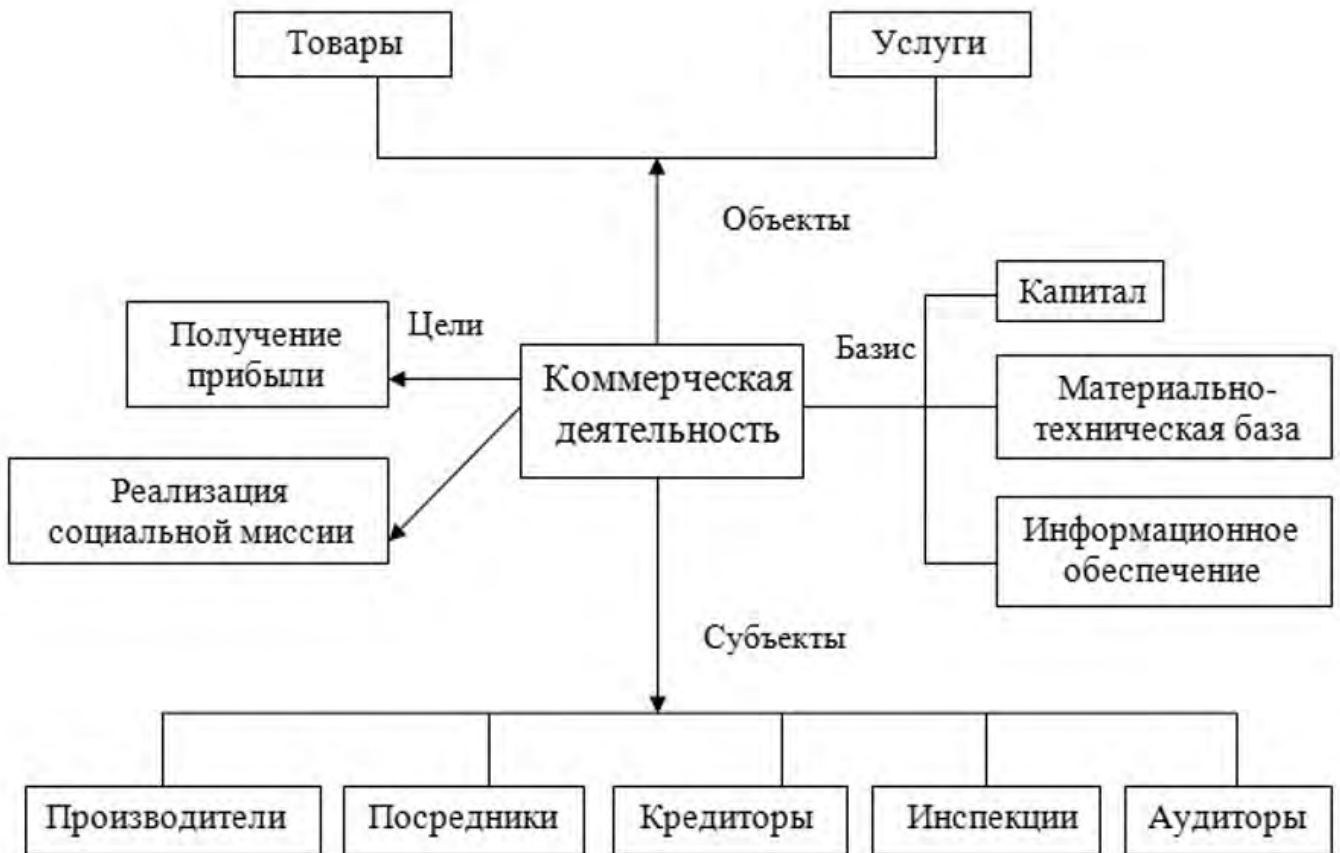 Товары
Услуги
Объекты
Капитал
Цели
Получение
прибыли
Базис
Коммерческая
деятельность
Материально-
техническая база
Реализация
социальной миссии
Информационное
обеспечение
Субъекты
Производители
Посредники
Кредиторы
Инспекции
Аудиторы